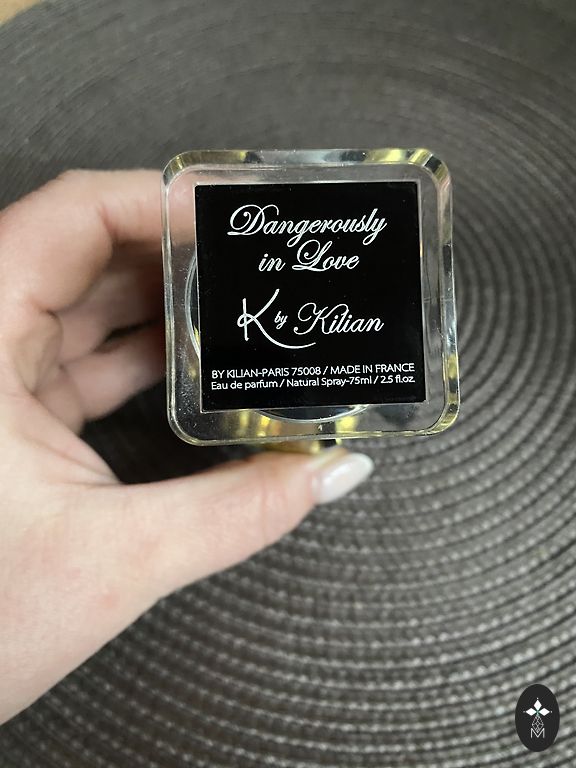 Dangerously
in Love
K by Kilian
BY KILIAN-PARIS 75008 / MADE IN FRANCE
Eau de parfum / Natural Spray-75ml / 2.5 fl.oz.
M